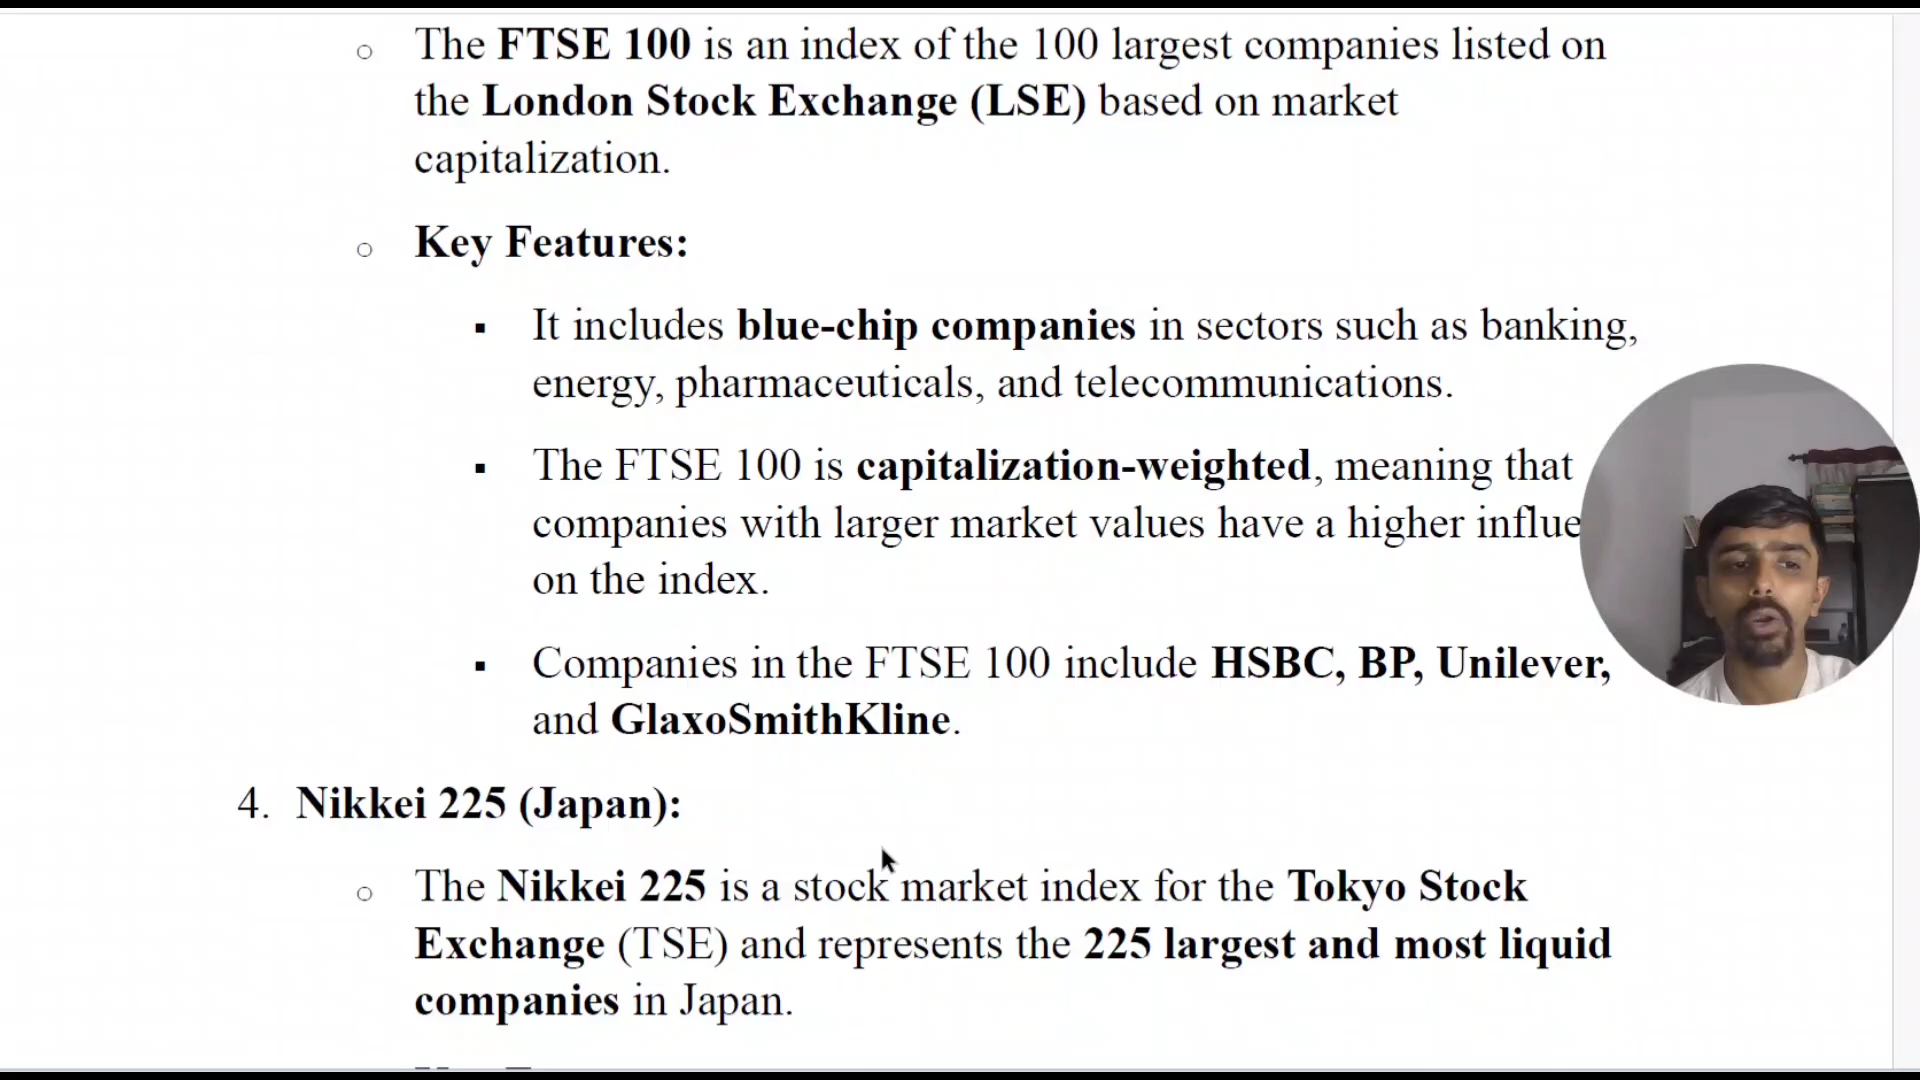 The FTSE 100 is an index of the 100 largest companies listed on
the London Stock Exchange (LSE) based on market
capitalization.
Key Features:
It includes blue-chip companies in sectors such as banking,
energy, pharmaceuticals, and telecommunications.
The FTSE 100 is capitalization-weighted, meaning that
companies with larger market values have a higher influe
on the index.
Companies in the FTSE 100 include HSBC, BP, Unilever,
and GlaxoSmithKline.
4. Nikkei 225 (Japan):
The Nikkei 225 is a stock market index for the Tokyo Stock
Exchange (TSE) and represents the 225 largest and most liquid
companies in Japan.